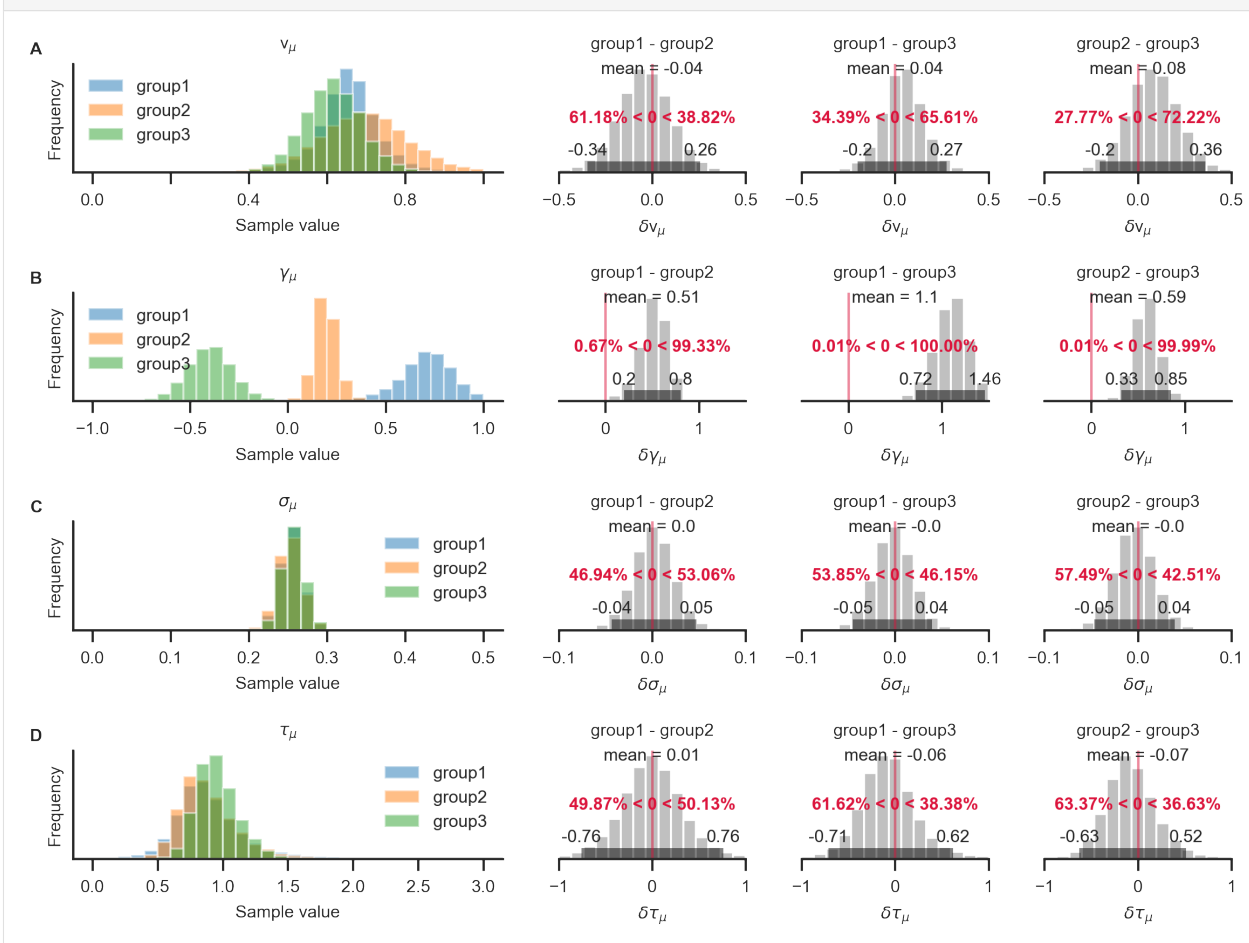 A
vμ
group1 - group2
group1 - group3
group2 - group3
mean = -0.04
mean = 0.04
mean = 0.08
Frequency
group1
group2
group3
61.18% < 0 < 38.82%
34.39% < 0 < 65.61%
27.77% < 0 < 72.22%
-0.34 0.26
-0.2 0.27
-0.2 0.36
0.0 0.4 0.8
−0.5 0.0 0.5
−0.5 0.0 0.5
−0.5 0.0 0.5
Sample value
δvμ
δvμ
δvμ
B
γμ
group1 - group2
group1 - group3
group2 - group3
mean = 0.51
mean = 1.1
mean = 0.59
Frequency
group1
group2
group3
0.67% < 0 < 99.33%
0.01% < 0 < 100.00%
0.01% < 0 < 99.99%
0.2 0.8
0.72 1.46
0.33 0.85
−1.0 −0.5 0.0 0.5 1.0
0 1
0 1
0 1
Sample value
δγμ
δγμ
δγμ
C
σμ
group1 - group2
group1 - group3
group2 - group3
mean = 0.0
mean = -0.0
mean = -0.0
Frequency
group1
group2
group3
46.94% < 0 < 53.06%
53.85% < 0 < 46.15%
57.49% < 0 < 42.51%
-0.04 0.05
-0.05 0.04
-0.05 0.04
0.0 0.1 0.2 0.3 0.4 0.5
−0.1 0.0 0.1
−0.1 0.0 0.1
−0.1 0.0 0.1
Sample value
δσμ
δσμ
δσμ
D
τμ
group1 - group2
group1 - group3
group2 - group3
mean = 0.01
mean = -0.06
mean = -0.07
Frequency
group1
group2
group3
49.87% < 0 < 50.13%
61.62% < 0 < 38.38%
63.37% < 0 < 36.63%
-0.76 0.76
-0.71 0.62
-0.63 0.52
0.0 0.5 1.0 1.5 2.0 2.5 3.0
−1 0 1
−1 0 1
−1 0 1
Sample value
δτμ
δτμ
δτμ